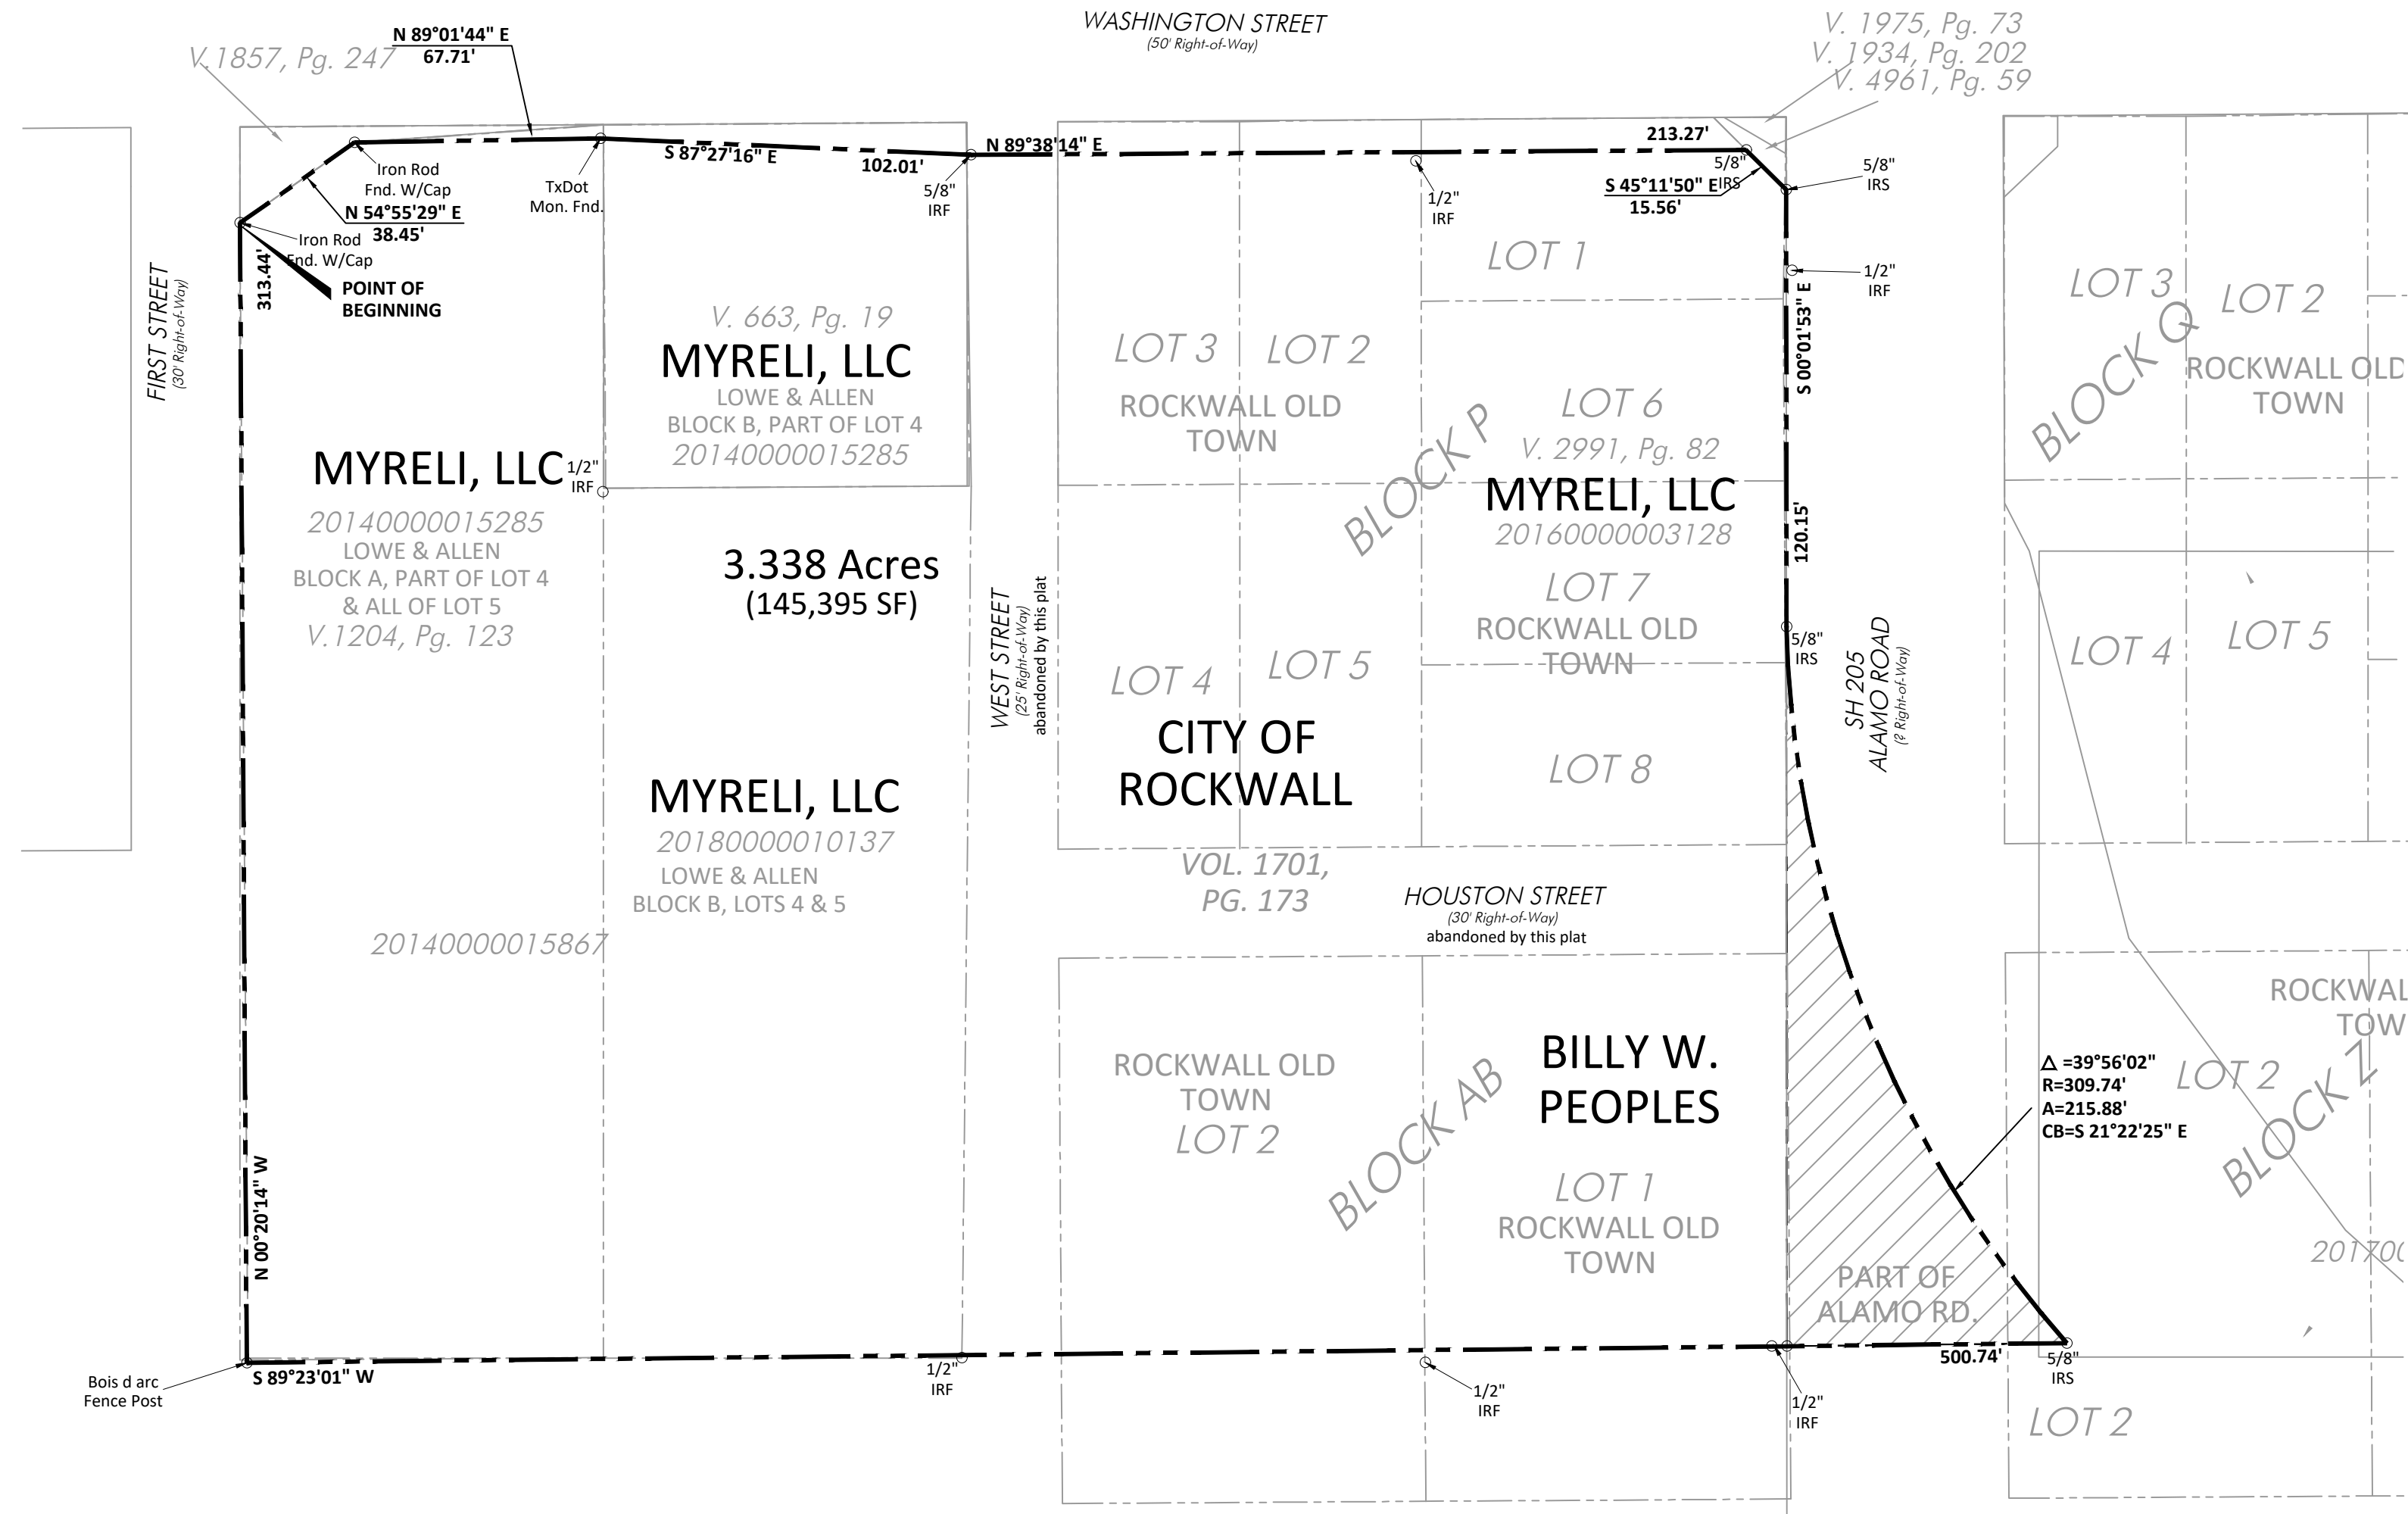 WASHINGTON STREET
(50' Right-of-Way)
V. 1857, Pg. 247
N 89°01'44" E
67.71'
V. 1975, Pg. 73
V. 1934, Pg. 202
V. 4961, Pg. 59
Iron Rod
Fnd. W/Cap
N 54°55'29" E
38.45'
Iron Rod
Fnd. W/Cap
POINT OF
BEGINNING
313.44'
FIRST STREET
(30' Right-of-Way)
TxDot
Mon. Fnd.
S 87°27'16" E
102.01'
5/8"
IRF
N 89°38'14" E
213.27'
1/2"
IRF
5/8"
IRS
S 45°11'50" E
15.56'
5/8"
IRS
1/2"
IRF
S 00°01'53" E
120.15'
5/8"
IRS
V. 663, Pg. 19
MYRELI, LLC
LOWE & ALLEN
BLOCK B, PART OF LOT 4
20140000015285
MYRELI, LLC
20140000015285
LOWE & ALLEN
BLOCK A, PART OF LOT 4
& ALL OF LOT 5
V.1204, Pg. 123
1/2"
IRF
3.338 Acres
(145,395 SF)
MYRELI, LLC
20180000010137
LOWE & ALLEN
BLOCK B, LOTS 4 & 5
20140000015867
WEST STREET
(25' Right-of-Way)
abandoned by this plat
LOT 1
LOT 3
LOT 2
ROCKWALL OLD
TOWN
BLOCK P
LOT 6
V. 2991, Pg. 82
MYRELI, LLC
20160000003128
LOT 7
ROCKWALL OLD
TOWN
LOT 4
LOT 5
CITY OF
ROCKWALL
LOT 8
VOL. 1701,
PG. 173
HOUSTON STREET
(30' Right-of-Way)
abandoned by this plat
SH 205
ALAMO ROAD
(? Right-of-Way)
LOT 3
LOT 2
BLOCK Q
ROCKWALL OLD
TOWN
LOT 4
LOT 5
ROCKWALL OLD
TOWN
LOT 2
BLOCK AB
BILLY W.
PEOPLES
LOT 1
ROCKWALL OLD
TOWN
PART OF
ALAMO RD.
Δ =39°56'02"
R=309.74'
A=215.88'
CB=S 21°22'25" E
ROCKWAL
TOW
LOT 2
BLOCK Z
201700
N 00°20'14" W
Bois d arc
Fence Post
S 89°23'01" W
1/2"
IRF
1/2"
IRF
1/2"
IRF
500.74'
5/8"
IRS
LOT 2